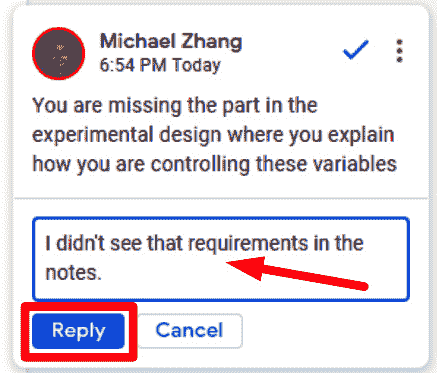 Michael Zhang
6:54 PM Today
You are missing the part in the
experimental design where you explain
how you are controlling these variables
I didn't see that requirements in the
notes.
Reply Cancel